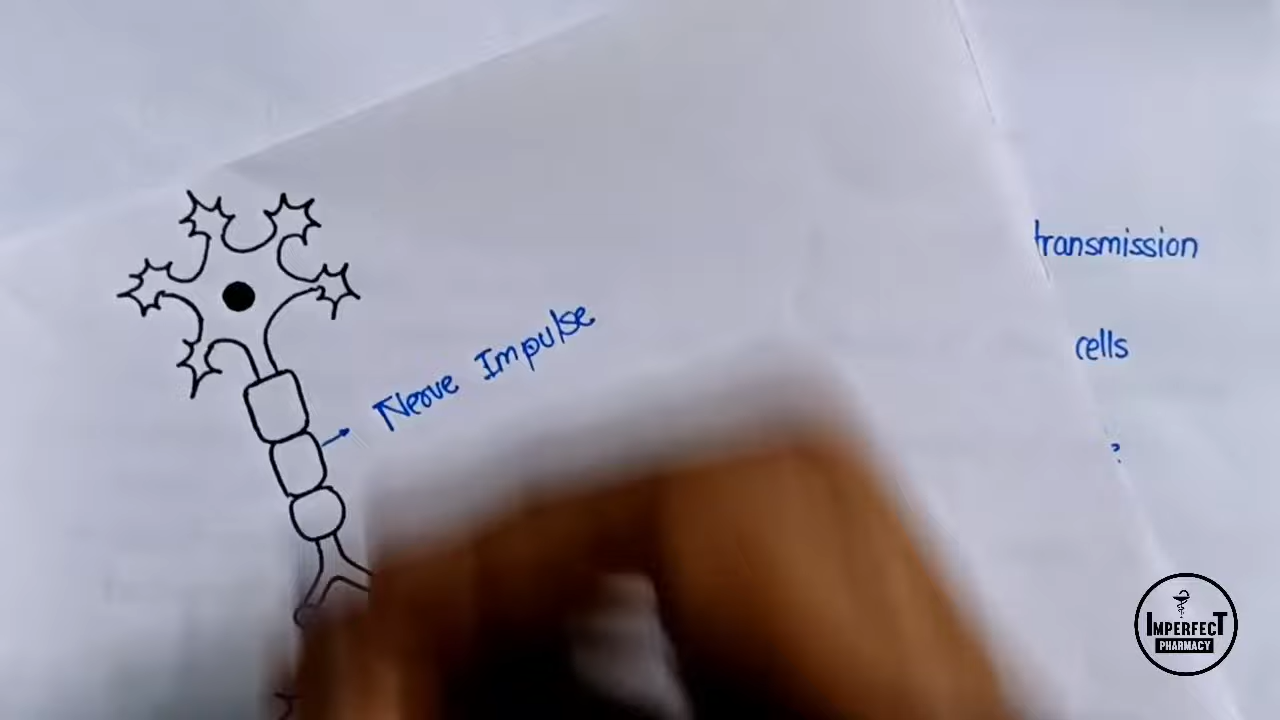 transmission
Nerve Impulse
cells
?
IMPERFECT
PHARMACY